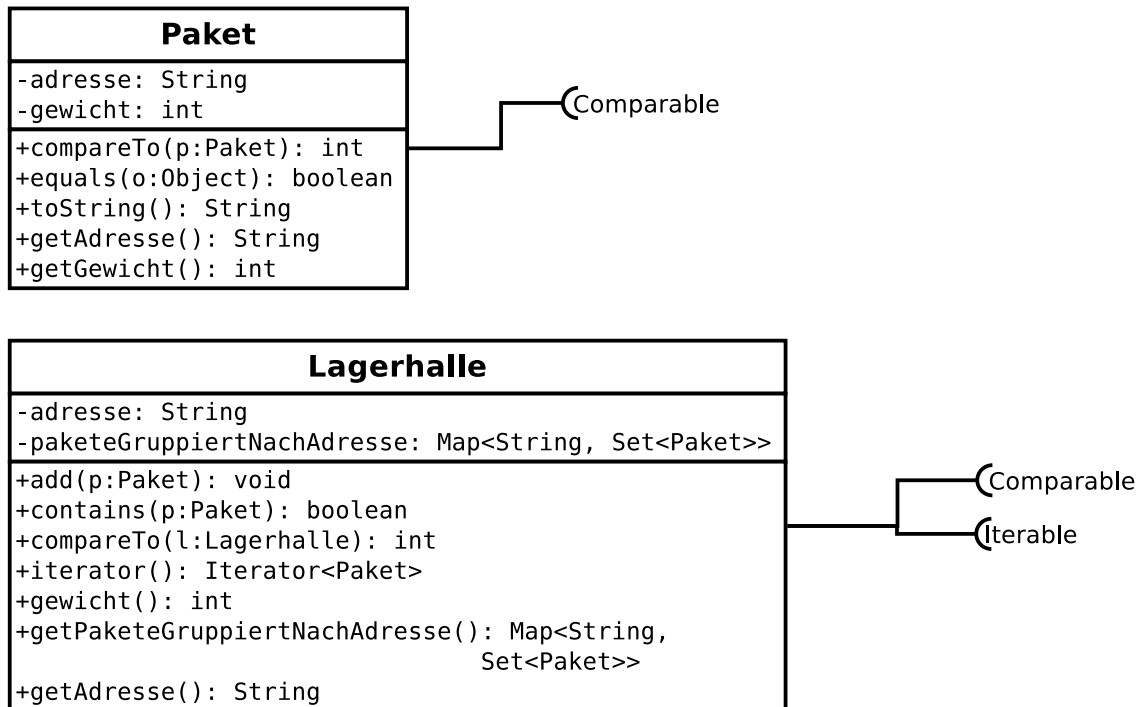 Paket
-adresse: String
-gewicht: int
+compareTo(p:Paket): int
+equals(o:Object): boolean
+toString(): String
+getAdresse(): String
+getGewicht(): int
Comparable
Lagerhalle
-adresse: String
-paketeGruppiertNachAdresse: Map<String, Set<Paket>>
+add(p:Paket): void
+contains(p:Paket): boolean
+compareTo(l:Lagerhalle): int
+iterator(): Iterator<Paket>
+gewicht(): int
+getPaketeGruppiertNachAdresse(): Map<String,
Set<Paket>>
+getAdresse(): String
Comparable
Iterable